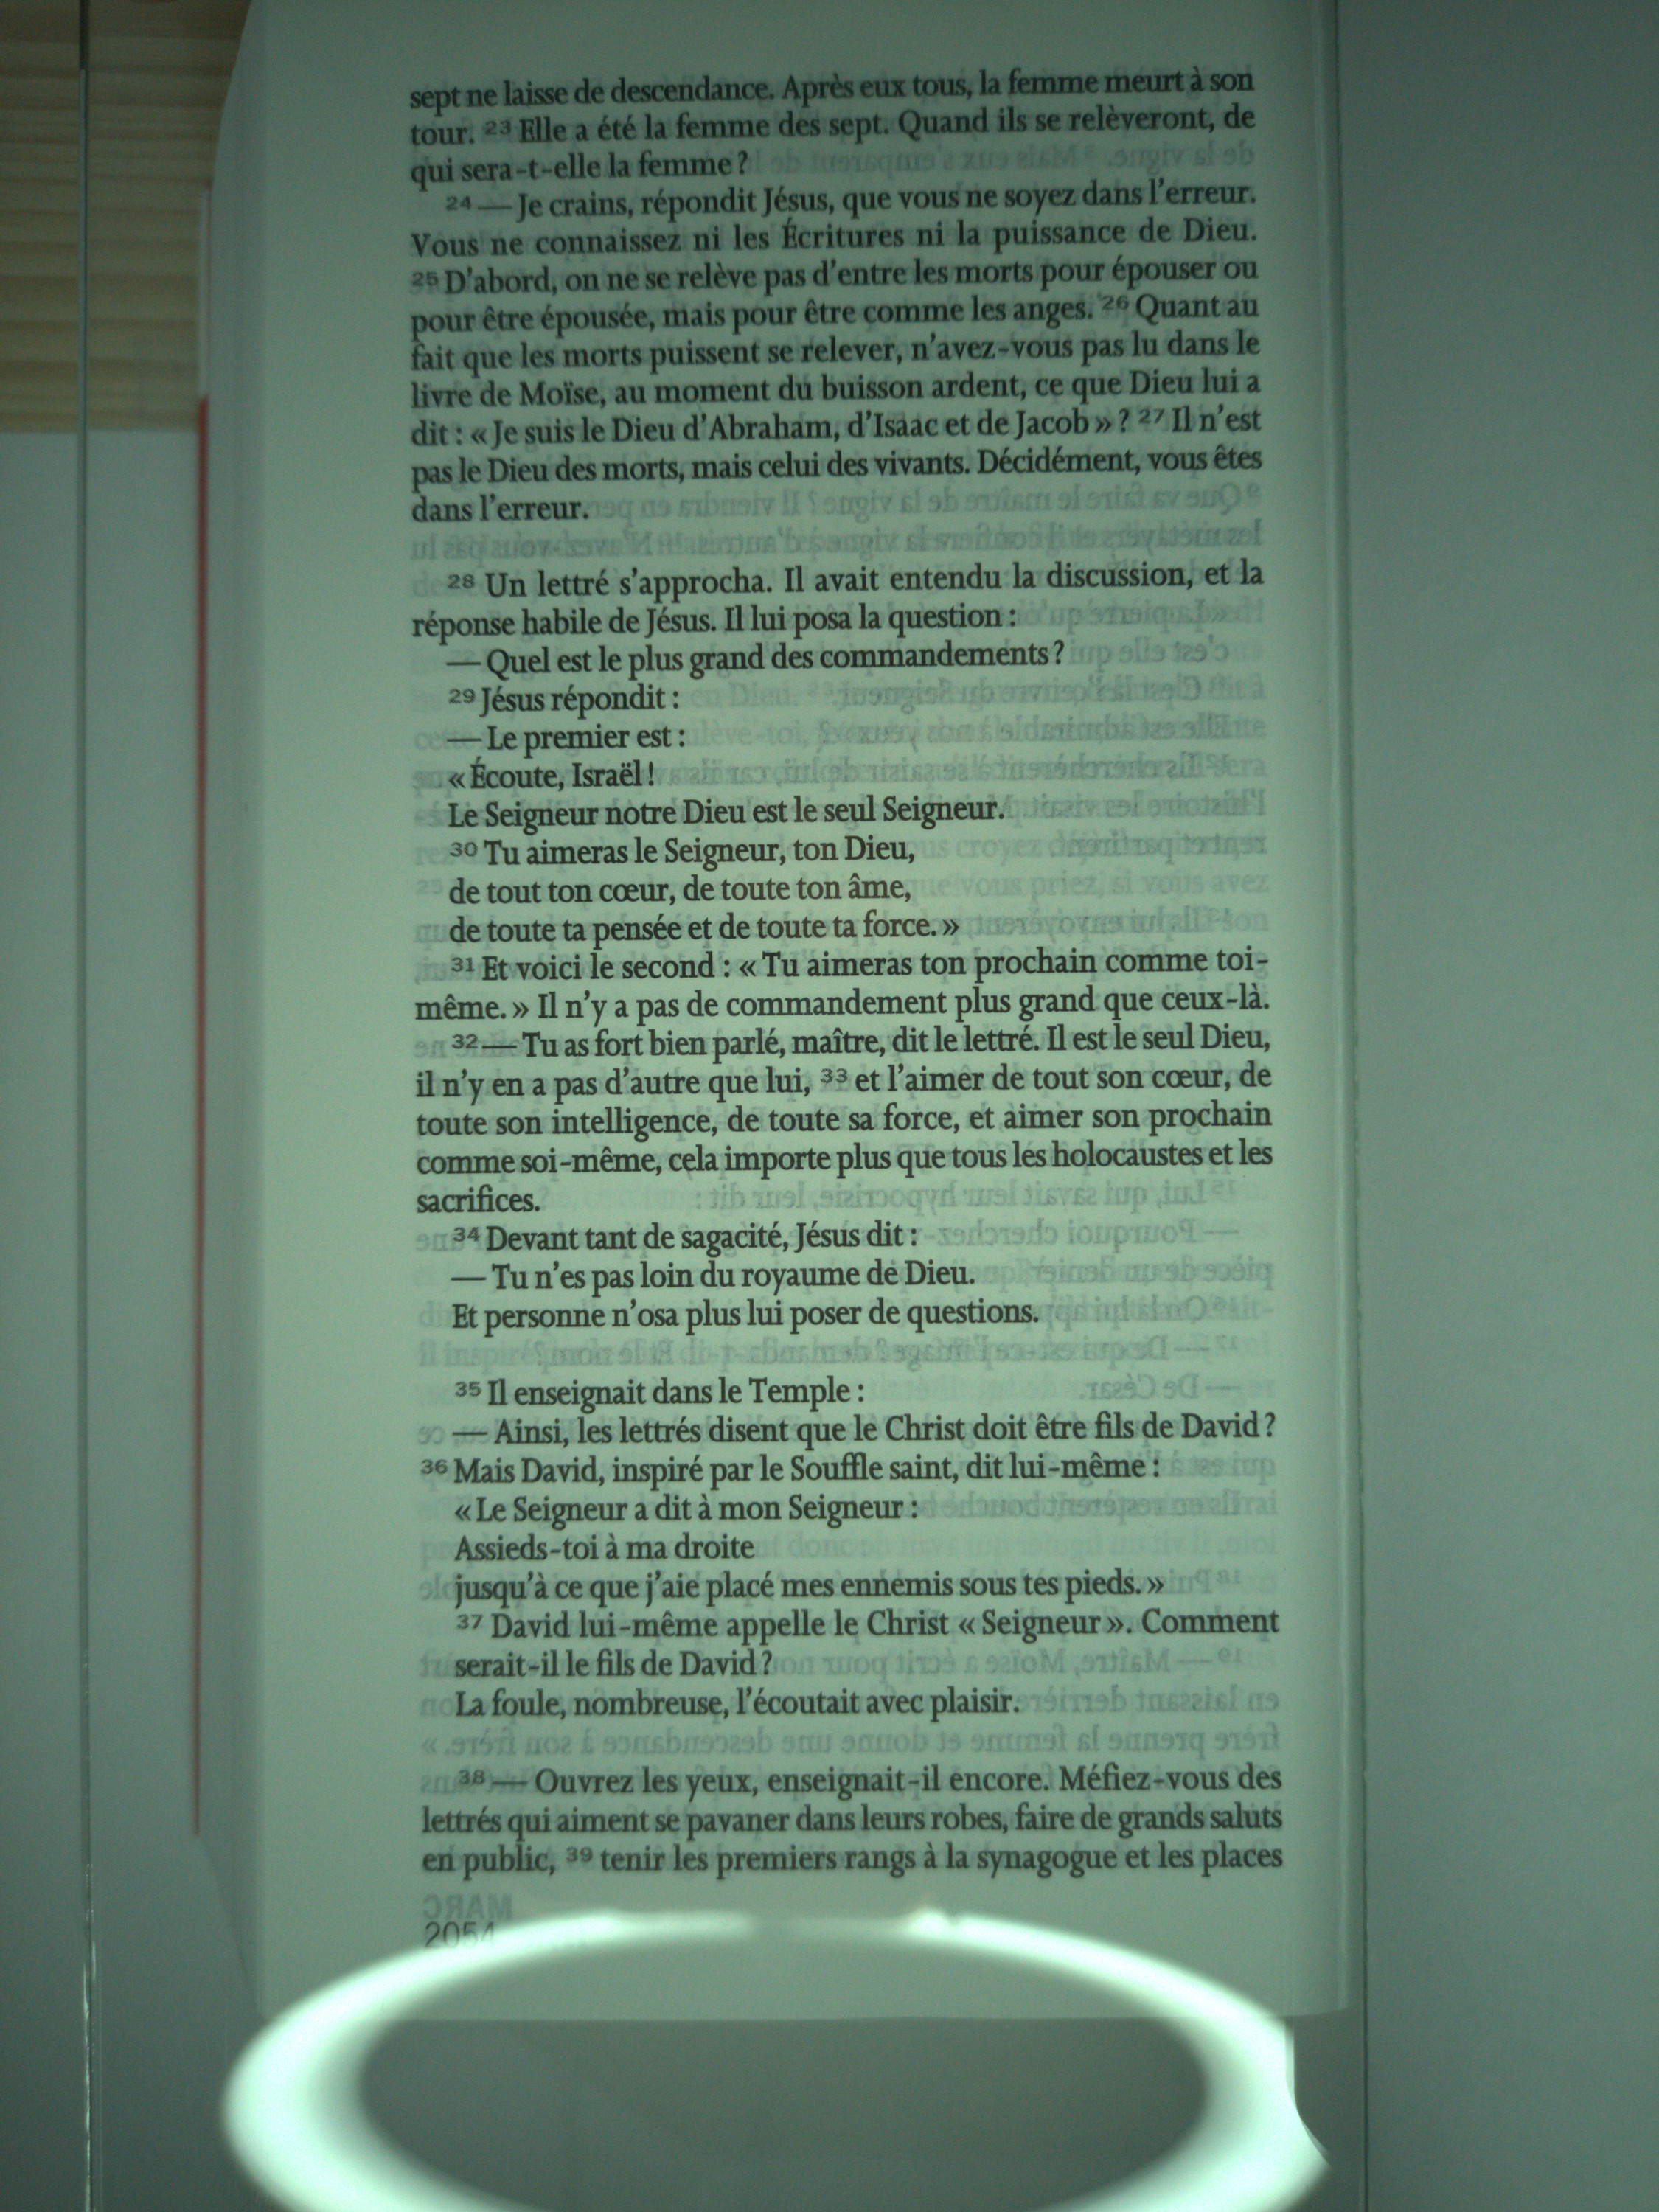 sept ne laisse de descendance. Après eux tous, la femme meurt à son
tour. 23 Elle a été la femme des sept. Quand ils se relèveront, de
qui sera-t-elle la femme ?
24 — Je crains, répondit Jésus, que vous ne soyez dans l'erreur.
Vous ne connaissez ni les Écritures ni la puissance de Dieu.
25 D'abord, on ne se relève pas d'entre les morts pour épouser ou
pour être épousée, mais pour être comme les anges. 26 Quant au
fait que les morts puissent se relever, n'avez-vous pas lu dans le
livre de Moïse, au moment du buisson ardent, ce que Dieu lui a
dit : « Je suis le Dieu d'Abraham, d'Isaac et de Jacob » ? 27 Il n'est
pas le Dieu des morts, mais celui des vivants. Décidément, vous êtes
dans l'erreur.
28 Un lettré s'approcha. Il avait entendu la discussion, et la
réponse habile de Jésus. Il lui posa la question :
— Quel est le plus grand des commandements ?
29 Jésus répondit :
— Le premier est :
« Écoute, Israël !
Le Seigneur notre Dieu est le seul Seigneur.
30 Tu aimeras le Seigneur, ton Dieu,
de tout ton cœur, de toute ton âme,
de toute ta pensée et de toute ta force. »
31 Et voici le second : « Tu aimeras ton prochain comme toi-
même. » Il n'y a pas de commandement plus grand que ceux-là.
32 — Tu as fort bien parlé, maître, dit le lettré. Il est le seul Dieu,
il n'y en a pas d'autre que lui, 33 et l'aimer de tout son cœur, de
toute son intelligence, de toute sa force, et aimer son prochain
comme soi-même, cela importe plus que tous les holocaustes et les
sacrifices.
34 Devant tant de sagacité, Jésus dit :
— Tu n'es pas loin du royaume de Dieu.
Et personne n'osa plus lui poser de questions.
35 Il enseignait dans le Temple :
— Ainsi, les lettrés disent que le Christ doit être fils de David ?
36 Mais David, inspiré par le Souffle saint, dit lui-même :
« Le Seigneur a dit à mon Seigneur :
Assieds-toi à ma droite
jusqu'à ce que j'aie placé mes ennemis sous tes pieds. »
37 David lui-même appelle le Christ « Seigneur ». Comment
serait-il le fils de David ?
La foule, nombreuse, l'écoutait avec plaisir.
38 — Ouvrez les yeux, enseignait-il encore. Méfiez-vous des
lettrés qui aiment se pavaner dans leurs robes, faire de grands saluts
en public, 39 tenir les premiers rangs à la synagogue et les places
2054